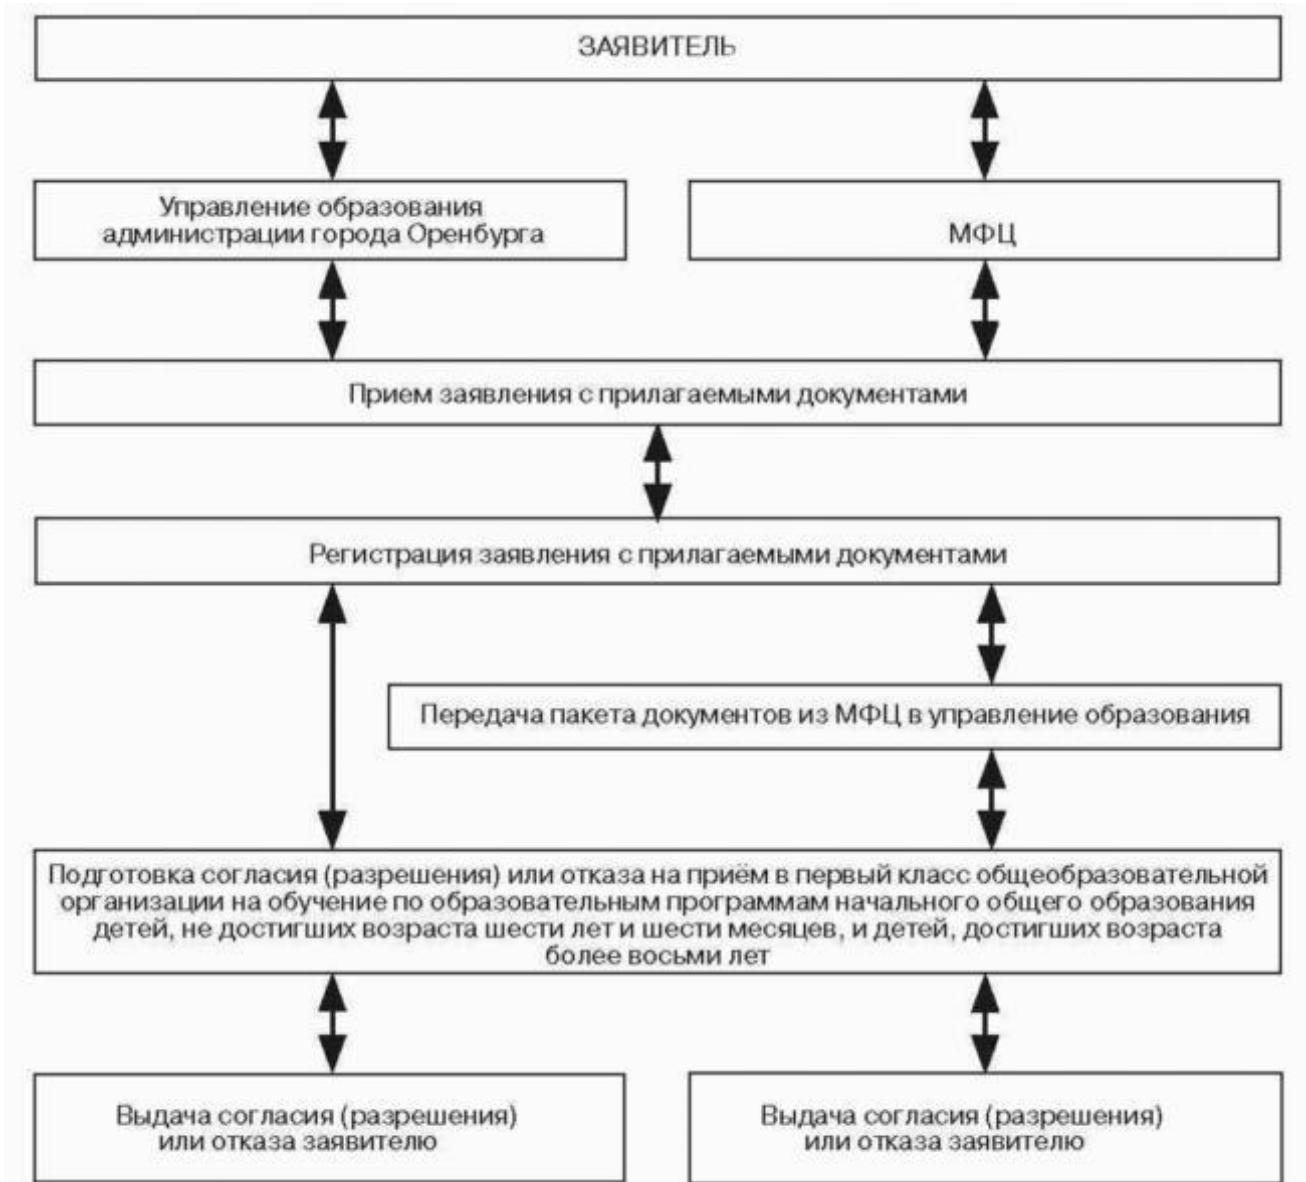 ЗАЯВИТЕЛЬ
Управление образования
администрации города Оренбурга
МФЦ
Прием заявления с прилагаемыми документами
Регистрация заявления с прилагаемыми документами
Передача пакета документов из МФЦ в управление образования
Подготовка согласия (разрешения) или отказа на приём в первый класс общеобразовательной
организации на обучение по образовательным программам начального общего образования
детей, не достигших возраста шести лет и шести месяцев, и детей, достигших возраста
более восьми лет
Выдача согласия (разрешения)
или отказа заявителю
Выдача согласия (разрешения)
или отказа заявителю